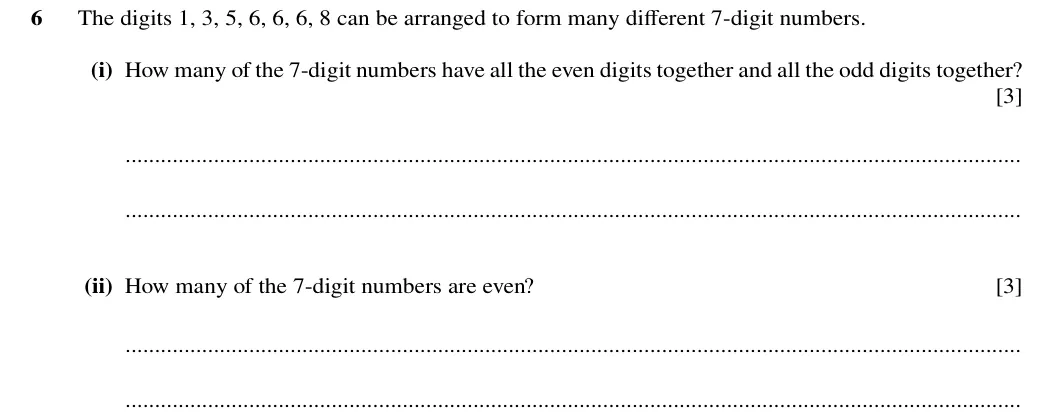 6 The digits 1, 3, 5, 6, 6, 6, 8 can be arranged to form many different 7-digit numbers.
(i) How many of the 7-digit numbers have all the even digits together and all the odd digits together?
[3]
(ii) How many of the 7-digit numbers are even? [3]